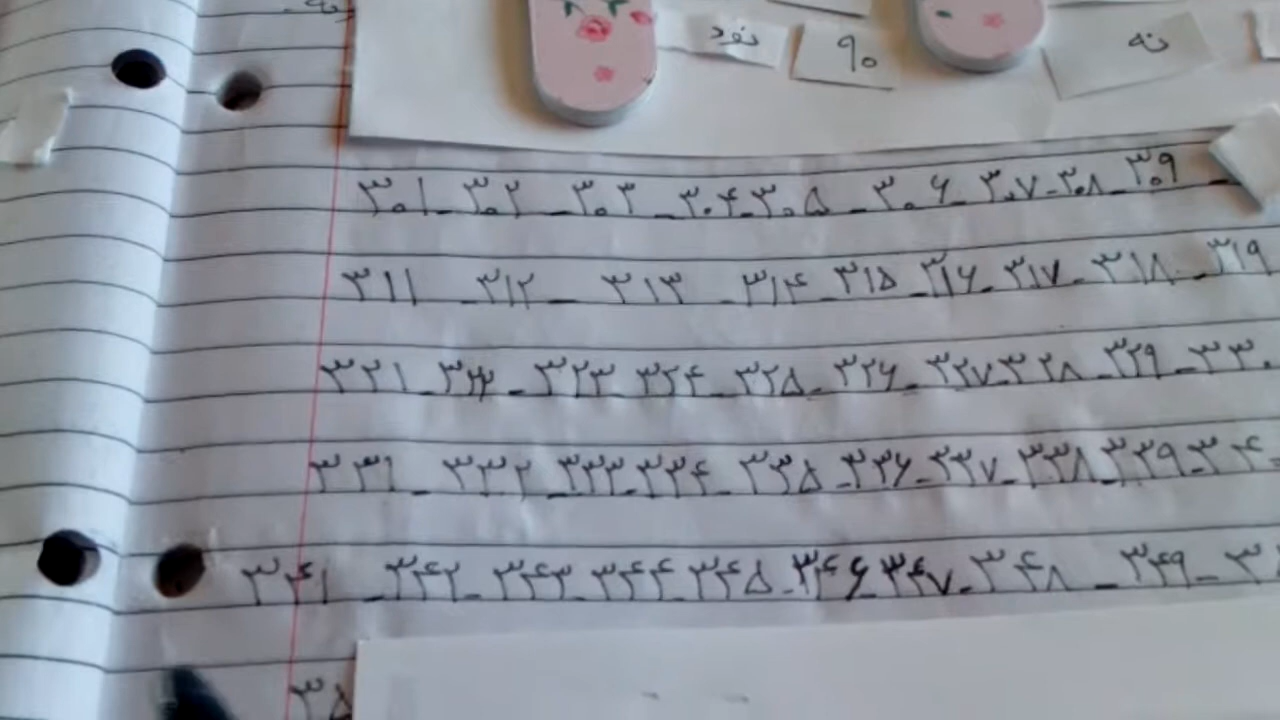 نود ۹۰ نه
۳۰۱ - ۳۰۲ - ۳۰۳ - ۳۰۴ - ۳۰۵ - ۳۰۶ - ۳۰۷ - ۳۰۸ - ۳۰۹ -
۳۱۱ - ۳۱۲ - ۳۱۳ - ۳۱۴ - ۳۱۵ - ۳۱۶ - ۳۱۷ - ۳۱۸ - ۳۱۹
۳۲۱ - ۳۲۲ - ۳۲۳ ۳۲۴ - ۳۲۵ - ۳۲۶ - ۳۲۷ - ۳۲۸ - ۳۲۹ - ۳۳۰
۳۳۱ - ۳۳۲ - ۳۳۳ - ۳۳۴ - ۳۳۵ - ۳۳۶ - ۳۳۷ - ۳۳۸ - ۳۳۹ - ۳۴۰
۳۴۱ - ۳۴۲ - ۳۴۳ - ۳۴۴ - ۳۴۵ - ۳۴۶ - ۳۴۷ - ۳۴۸ - ۳۴۹ -